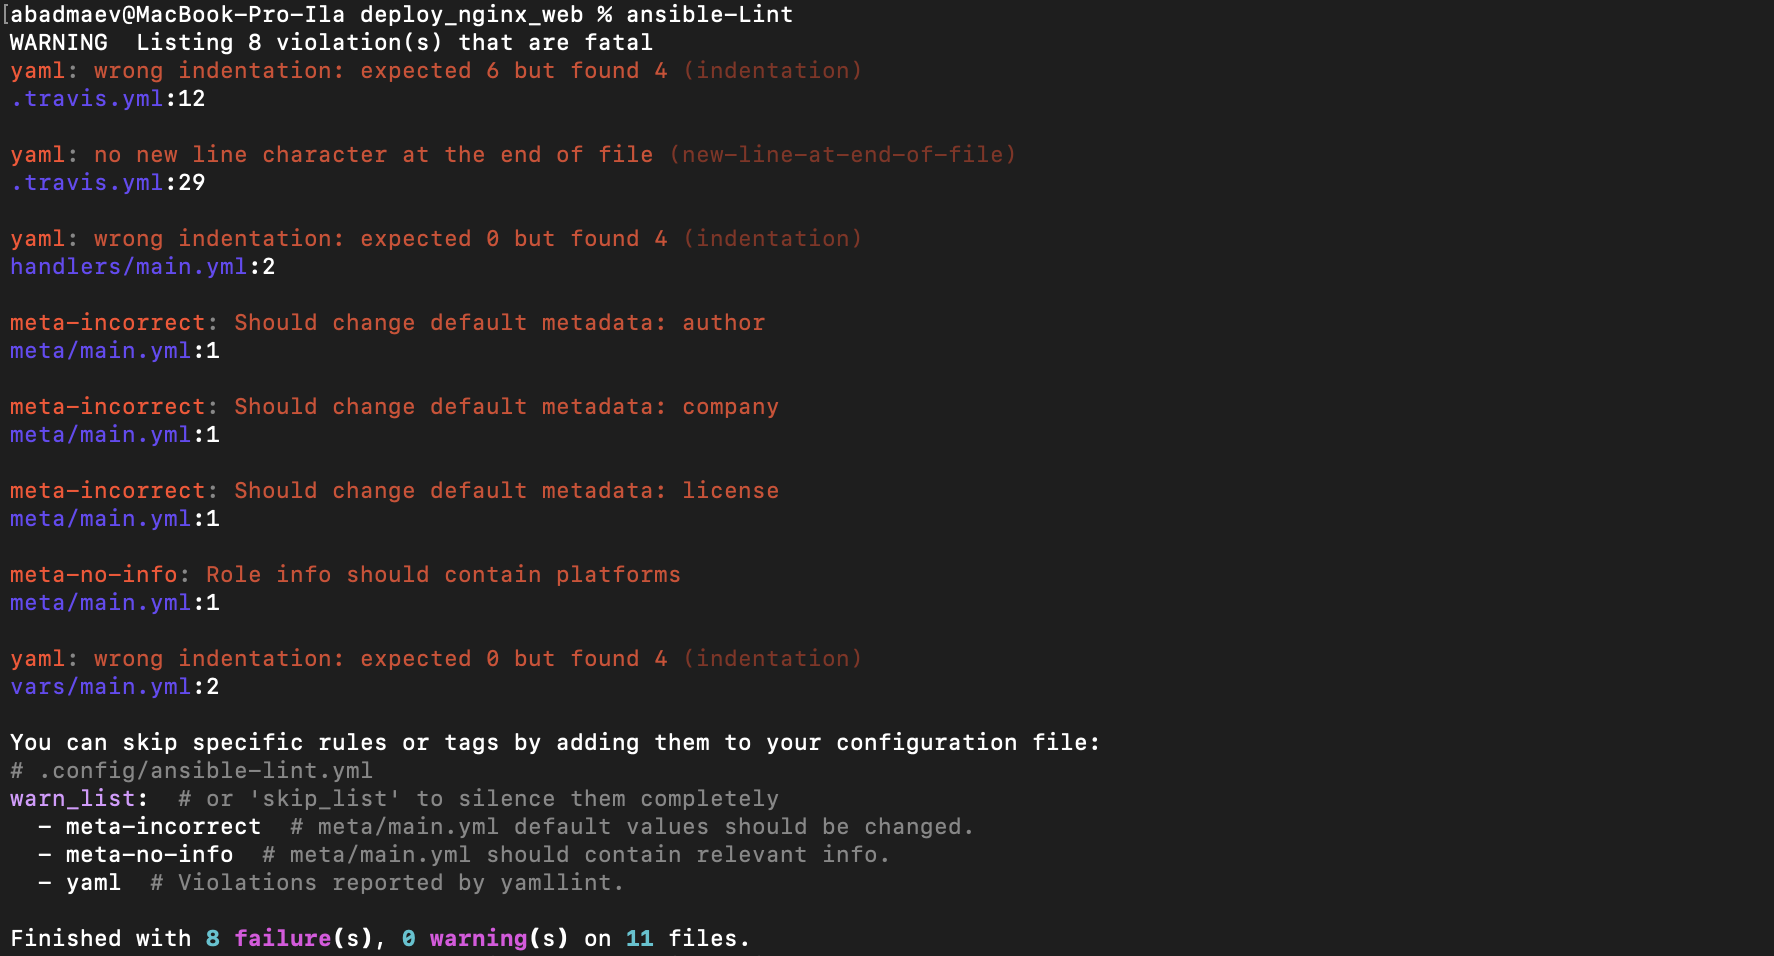 [abadmaev@MacBook-Pro-Ila deploy_nginx_web % ansible-Lint
WARNING  Listing 8 violation(s) that are fatal
yaml: wrong indentation: expected 6 but found 4 (indentation)
.travis.yml:12

yaml: no new line character at the end of file (new-line-at-end-of-file)
.travis.yml:29

yaml: wrong indentation: expected 0 but found 4 (indentation)
handlers/main.yml:2

meta-incorrect: Should change default metadata: author
meta/main.yml:1

meta-incorrect: Should change default metadata: company
meta/main.yml:1

meta-incorrect: Should change default metadata: license
meta/main.yml:1

meta-no-info: Role info should contain platforms
meta/main.yml:1

yaml: wrong indentation: expected 0 but found 4 (indentation)
vars/main.yml:2

You can skip specific rules or tags by adding them to your configuration file:
# .config/ansible-lint.yml
warn_list:  # or 'skip_list' to silence them completely
  - meta-incorrect  # meta/main.yml default values should be changed.
  - meta-no-info  # meta/main.yml should contain relevant info.
  - yaml  # Violations reported by yamllint.

Finished with 8 failure(s), 0 warning(s) on 11 files.